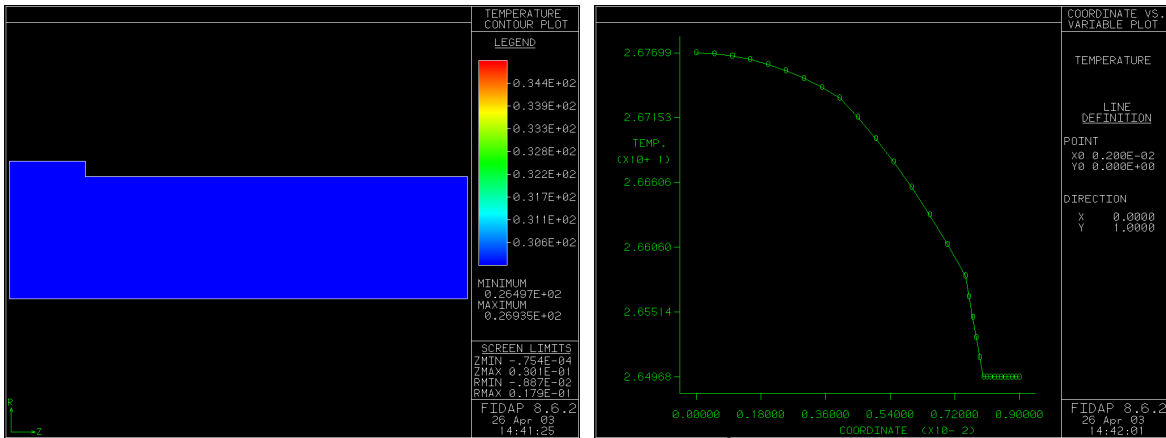 TEMPERATURE
CONTOUR PLOT
LEGEND
0.344E+02
0.339E+02
0.333E+02
0.328E+02
0.322E+02
0.317E+02
0.311E+02
0.306E+02
MINIMUM
0.26497E+02
MAXIMUM
0.26935E+02
SCREEN LIMITS
ZMIN -.754E-04
ZMAX 0.301E-01
RMIN -.887E-02
RMAX 0.179E-01
FIDAP 8.6.2
26 Apr 03
14:41:25
R
Z
COORDINATE VS.
VARIABLE PLOT
TEMPERATURE
LINE
DEFINITION
POINT
X0 0.200E-02
Y0 0.000E+00
DIRECTION
X 0.0000
Y 1.0000
FIDAP 8.6.2
26 Apr 03
14:42:01
2.67699
2.67153
TEMP.
(X10+ 1)
2.66606
2.66060
2.65514
2.64968
0.00000 0.18000 0.36000 0.54000 0.72000 0.90000
COORDINATE (X10- 2)